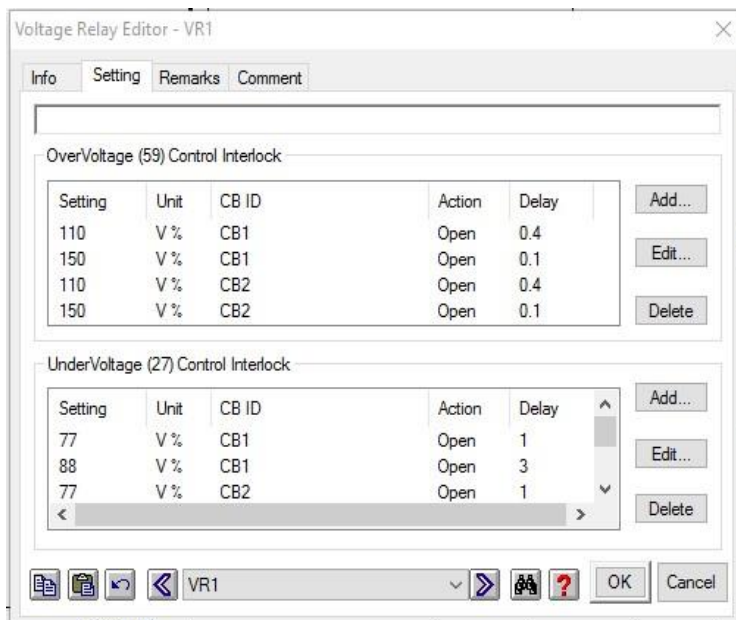 Voltage Relay Editor - VR1
Info Setting Remarks Comment
OverVoltage (59) Control Interlock
Setting Unit CB ID Action Delay
110 V % CB1 Open 0.4
150 V % CB1 Open 0.1
110 V % CB2 Open 0.4
150 V % CB2 Open 0.1
Add...
Edit...
Delete
UnderVoltage (27) Control Interlock
Setting Unit CB ID Action Delay
77 V % CB1 Open 1
88 V % CB1 Open 3
77 V % CB2 Open 1
Add...
Edit...
Delete
VR1 ? OK Cancel